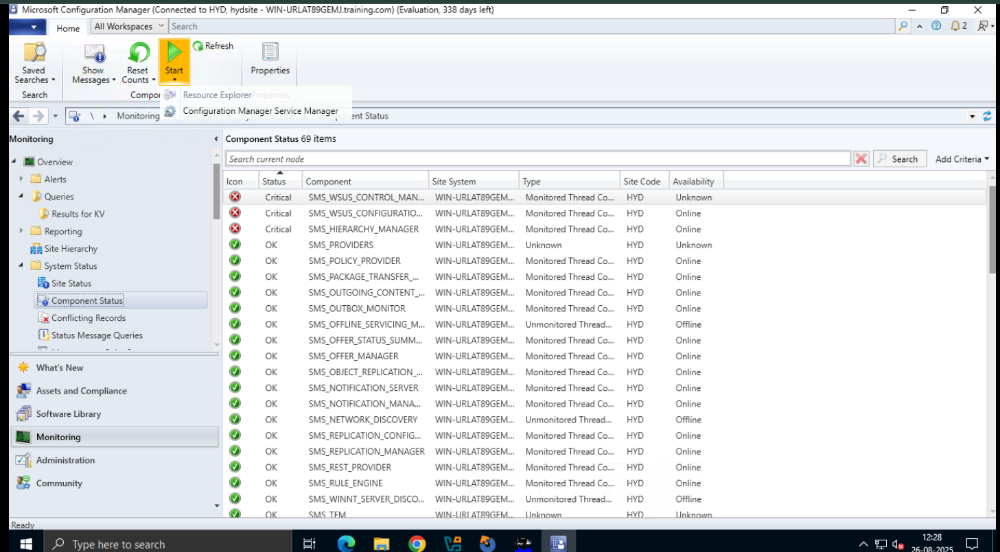 Microsoft Configuration Manager (Connected to HYD, hydsite - WIN-URLAT89GEMJ.training.com) (Evaluation, 338 days left)
Home All Workspaces Search
2
Refresh
Saved Searches
Show Messages
Reset Counts
Start
Properties
Search Compo Properties
Resource Explorer
Configuration Manager Service Manager
\ Monitoring Component Status
Monitoring
Overview
Alerts
Queries
Results for KV
Reporting
Site Hierarchy
System Status
Site Status
Component Status
Conflicting Records
Status Message Queries
What's New
Assets and Compliance
Software Library
Monitoring
Administration
Community
Component Status 69 items
Search current node Search Add Criteria
Icon Status Component Site System Type Site Code Availability
Critical SMS_WSUS_CONTROL_MAN... WIN-URLAT89GEM... Monitored Thread Co... HYD Unknown
Critical SMS_WSUS_CONFIGURATIO... WIN-URLAT89GEM... Monitored Thread Co... HYD Online
Critical SMS_HIERARCHY_MANAGER WIN-URLAT89GEM... Monitored Thread Co... HYD Online
OK SMS_PROVIDERS WIN-URLAT89GEM... Unknown HYD Unknown
OK SMS_POLICY_PROVIDER WIN-URLAT89GEM... Monitored Thread Co... HYD Online
OK SMS_PACKAGE_TRANSFER_... WIN-URLAT89GEM... Monitored Thread Co... HYD Online
OK SMS_OUTGOING_CONTENT_... WIN-URLAT89GEM... Monitored Thread Co... HYD Online
OK SMS_OUTBOX_MONITOR WIN-URLAT89GEM... Monitored Thread Co... HYD Online
OK SMS_OFFLINE_SERVICING_M... WIN-URLAT89GEM... Unmonitored Thread... HYD Offline
OK SMS_OFFER_STATUS_SUMM... WIN-URLAT89GEM... Monitored Thread Co... HYD Online
OK SMS_OFFER_MANAGER WIN-URLAT89GEM... Monitored Thread Co... HYD Online
OK SMS_OBJECT_REPLICATION_... WIN-URLAT89GEM... Monitored Thread Co... HYD Online
OK SMS_NOTIFICATION_SERVER WIN-URLAT89GEM... Monitored Thread Co... HYD Online
OK SMS_NOTIFICATION_MANA... WIN-URLAT89GEM... Monitored Thread Co... HYD Online
OK SMS_NETWORK_DISCOVERY WIN-URLAT89GEM... Unmonitored Thread... HYD Offline
OK SMS_REPLICATION_CONFIG... WIN-URLAT89GEM... Monitored Thread Co... HYD Online
OK SMS_REPLICATION_MANAGER WIN-URLAT89GEM... Monitored Thread Co... HYD Online
OK SMS_REST_PROVIDER WIN-URLAT89GEM... Monitored Thread Co... HYD Online
OK SMS_RULE_ENGINE WIN-URLAT89GEM... Monitored Thread Co... HYD Online
OK SMS_WINNT_SERVER_DISCO... WIN-URLAT89GEM... Unmonitored Thread... HYD Offline
OK SMS_TEM WIN-URLAT89GEM... Unknown HYD Unknown
Ready
Type here to search
12:28
26-08-2025